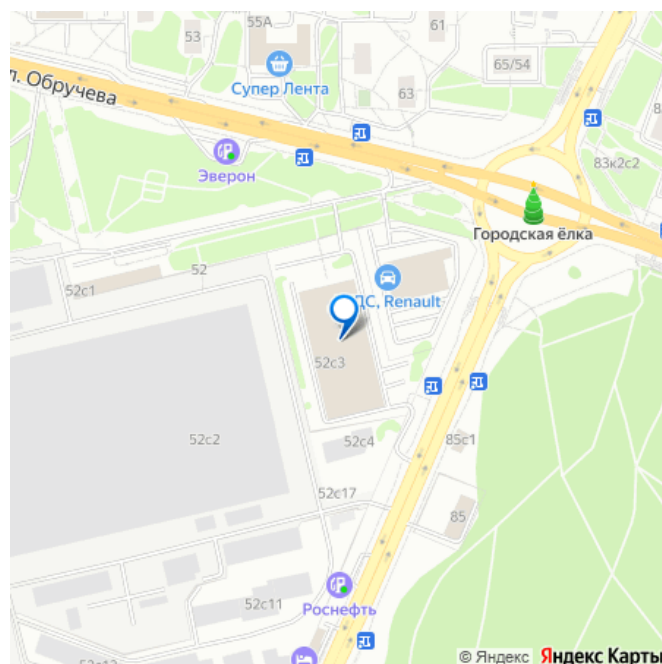 55А
53
61
65/54
Супер Лента
л. Обручева
63
Эверон
83к2с2
Городская ёлка
52
52с1
ДС, Renault
52с3
52с2
52с4
85с1
52с17
85
52с11
Роснефть
© Яндекс Яндекс Карты